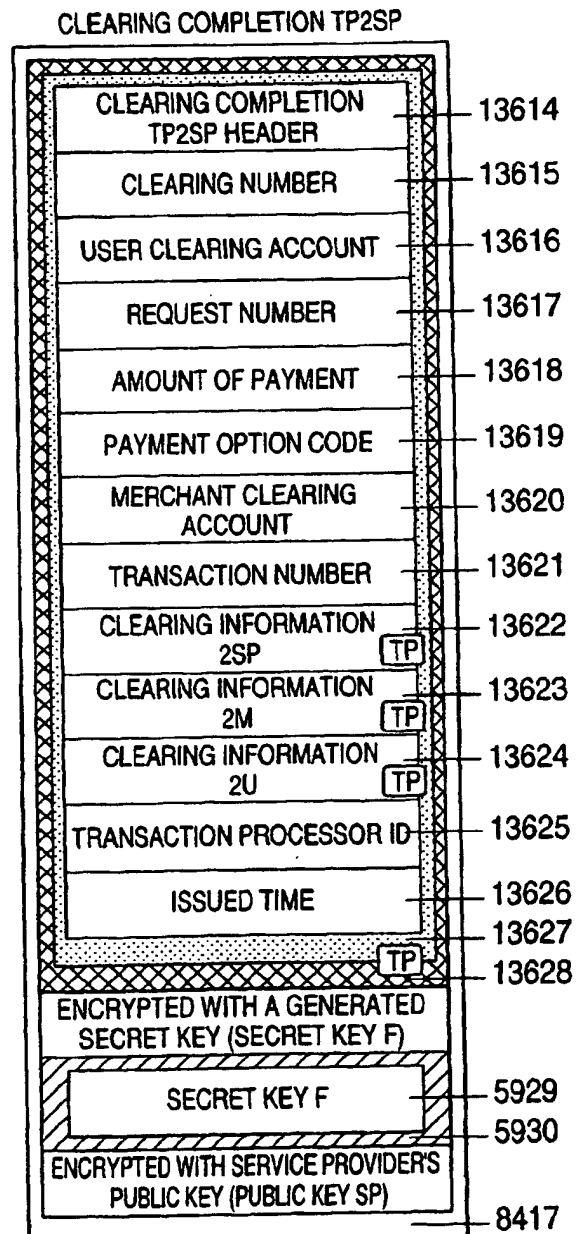 CLEARING COMPLETION TP2SP
CLEARING COMPLETION
TP2SP HEADER
13614
CLEARING NUMBER
13615
USER CLEARING ACCOUNT
13616
REQUEST NUMBER
13617
AMOUNT OF PAYMENT
13618
PAYMENT OPTION CODE
13619
MERCHANT CLEARING
ACCOUNT
13620
TRANSACTION NUMBER
13621
CLEARING INFORMATION
2SP
TP
13622
CLEARING INFORMATION
2M
TP
13623
CLEARING INFORMATION
2U
TP
13624
TRANSACTION PROCESSOR ID
13625
ISSUED TIME
13626
13627
TP
13628
ENCRYPTED WITH A GENERATED
SECRET KEY (SECRET KEY F)
SECRET KEY F
5929
5930
ENCRYPTED WITH SERVICE PROVIDER'S
PUBLIC KEY (PUBLIC KEY SP)
8417